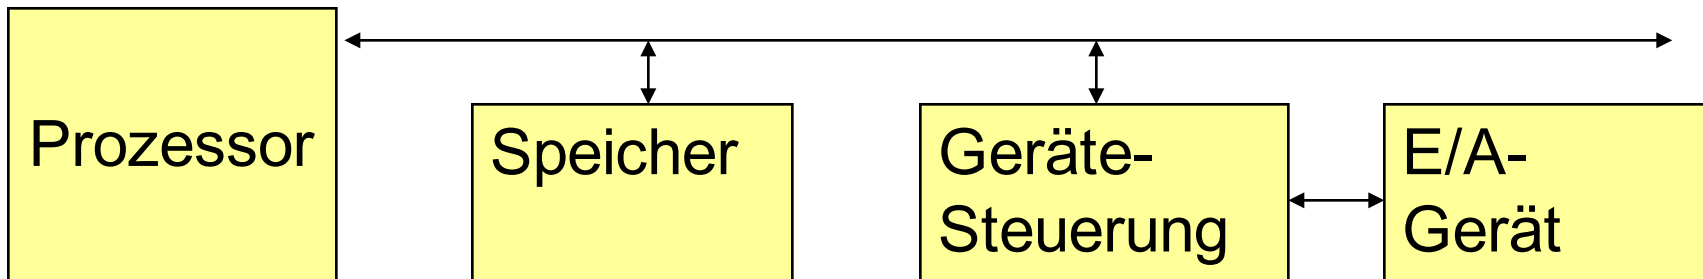 Prozessor
Speicher
Geräte-
Steuerung
E/A-
Gerät